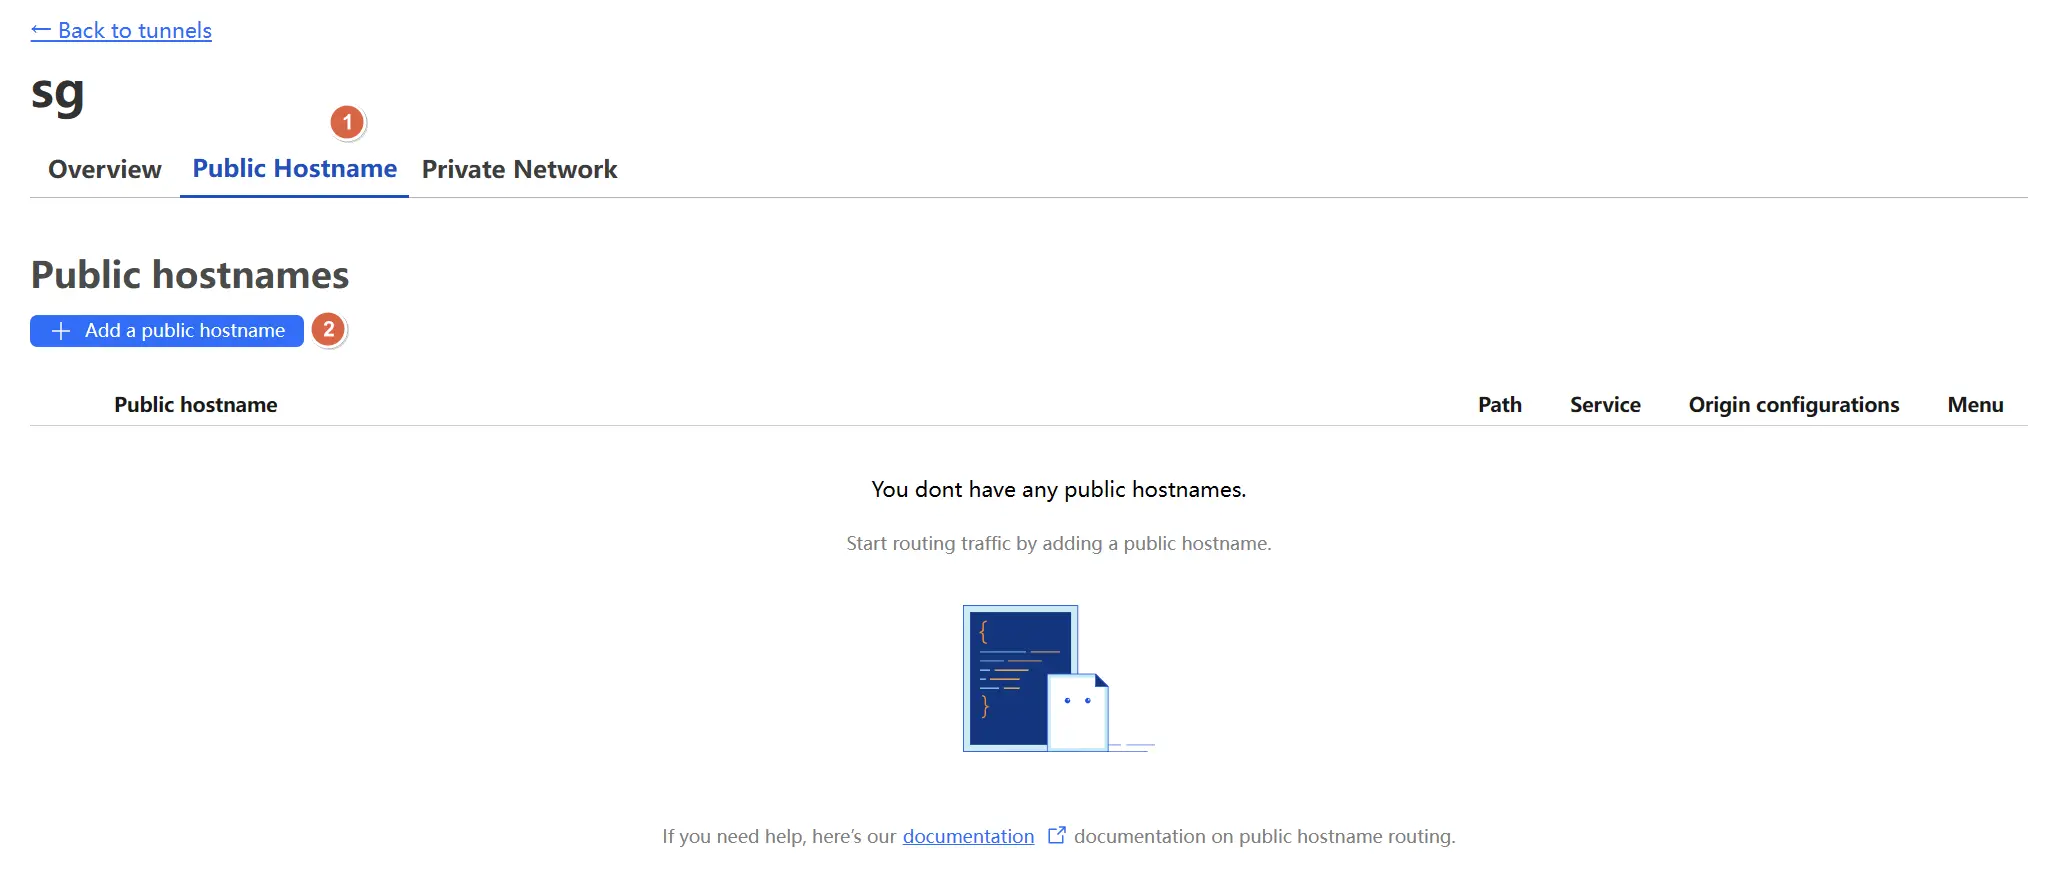 ← Back to tunnels
sg
1
Overview Public Hostname Private Network
Public hostnames
+ Add a public hostname 2
Public hostname Path Service Origin configurations Menu
You dont have any public hostnames.
Start routing traffic by adding a public hostname.
{
}
If you need help, here’s our documentation documentation on public hostname routing.